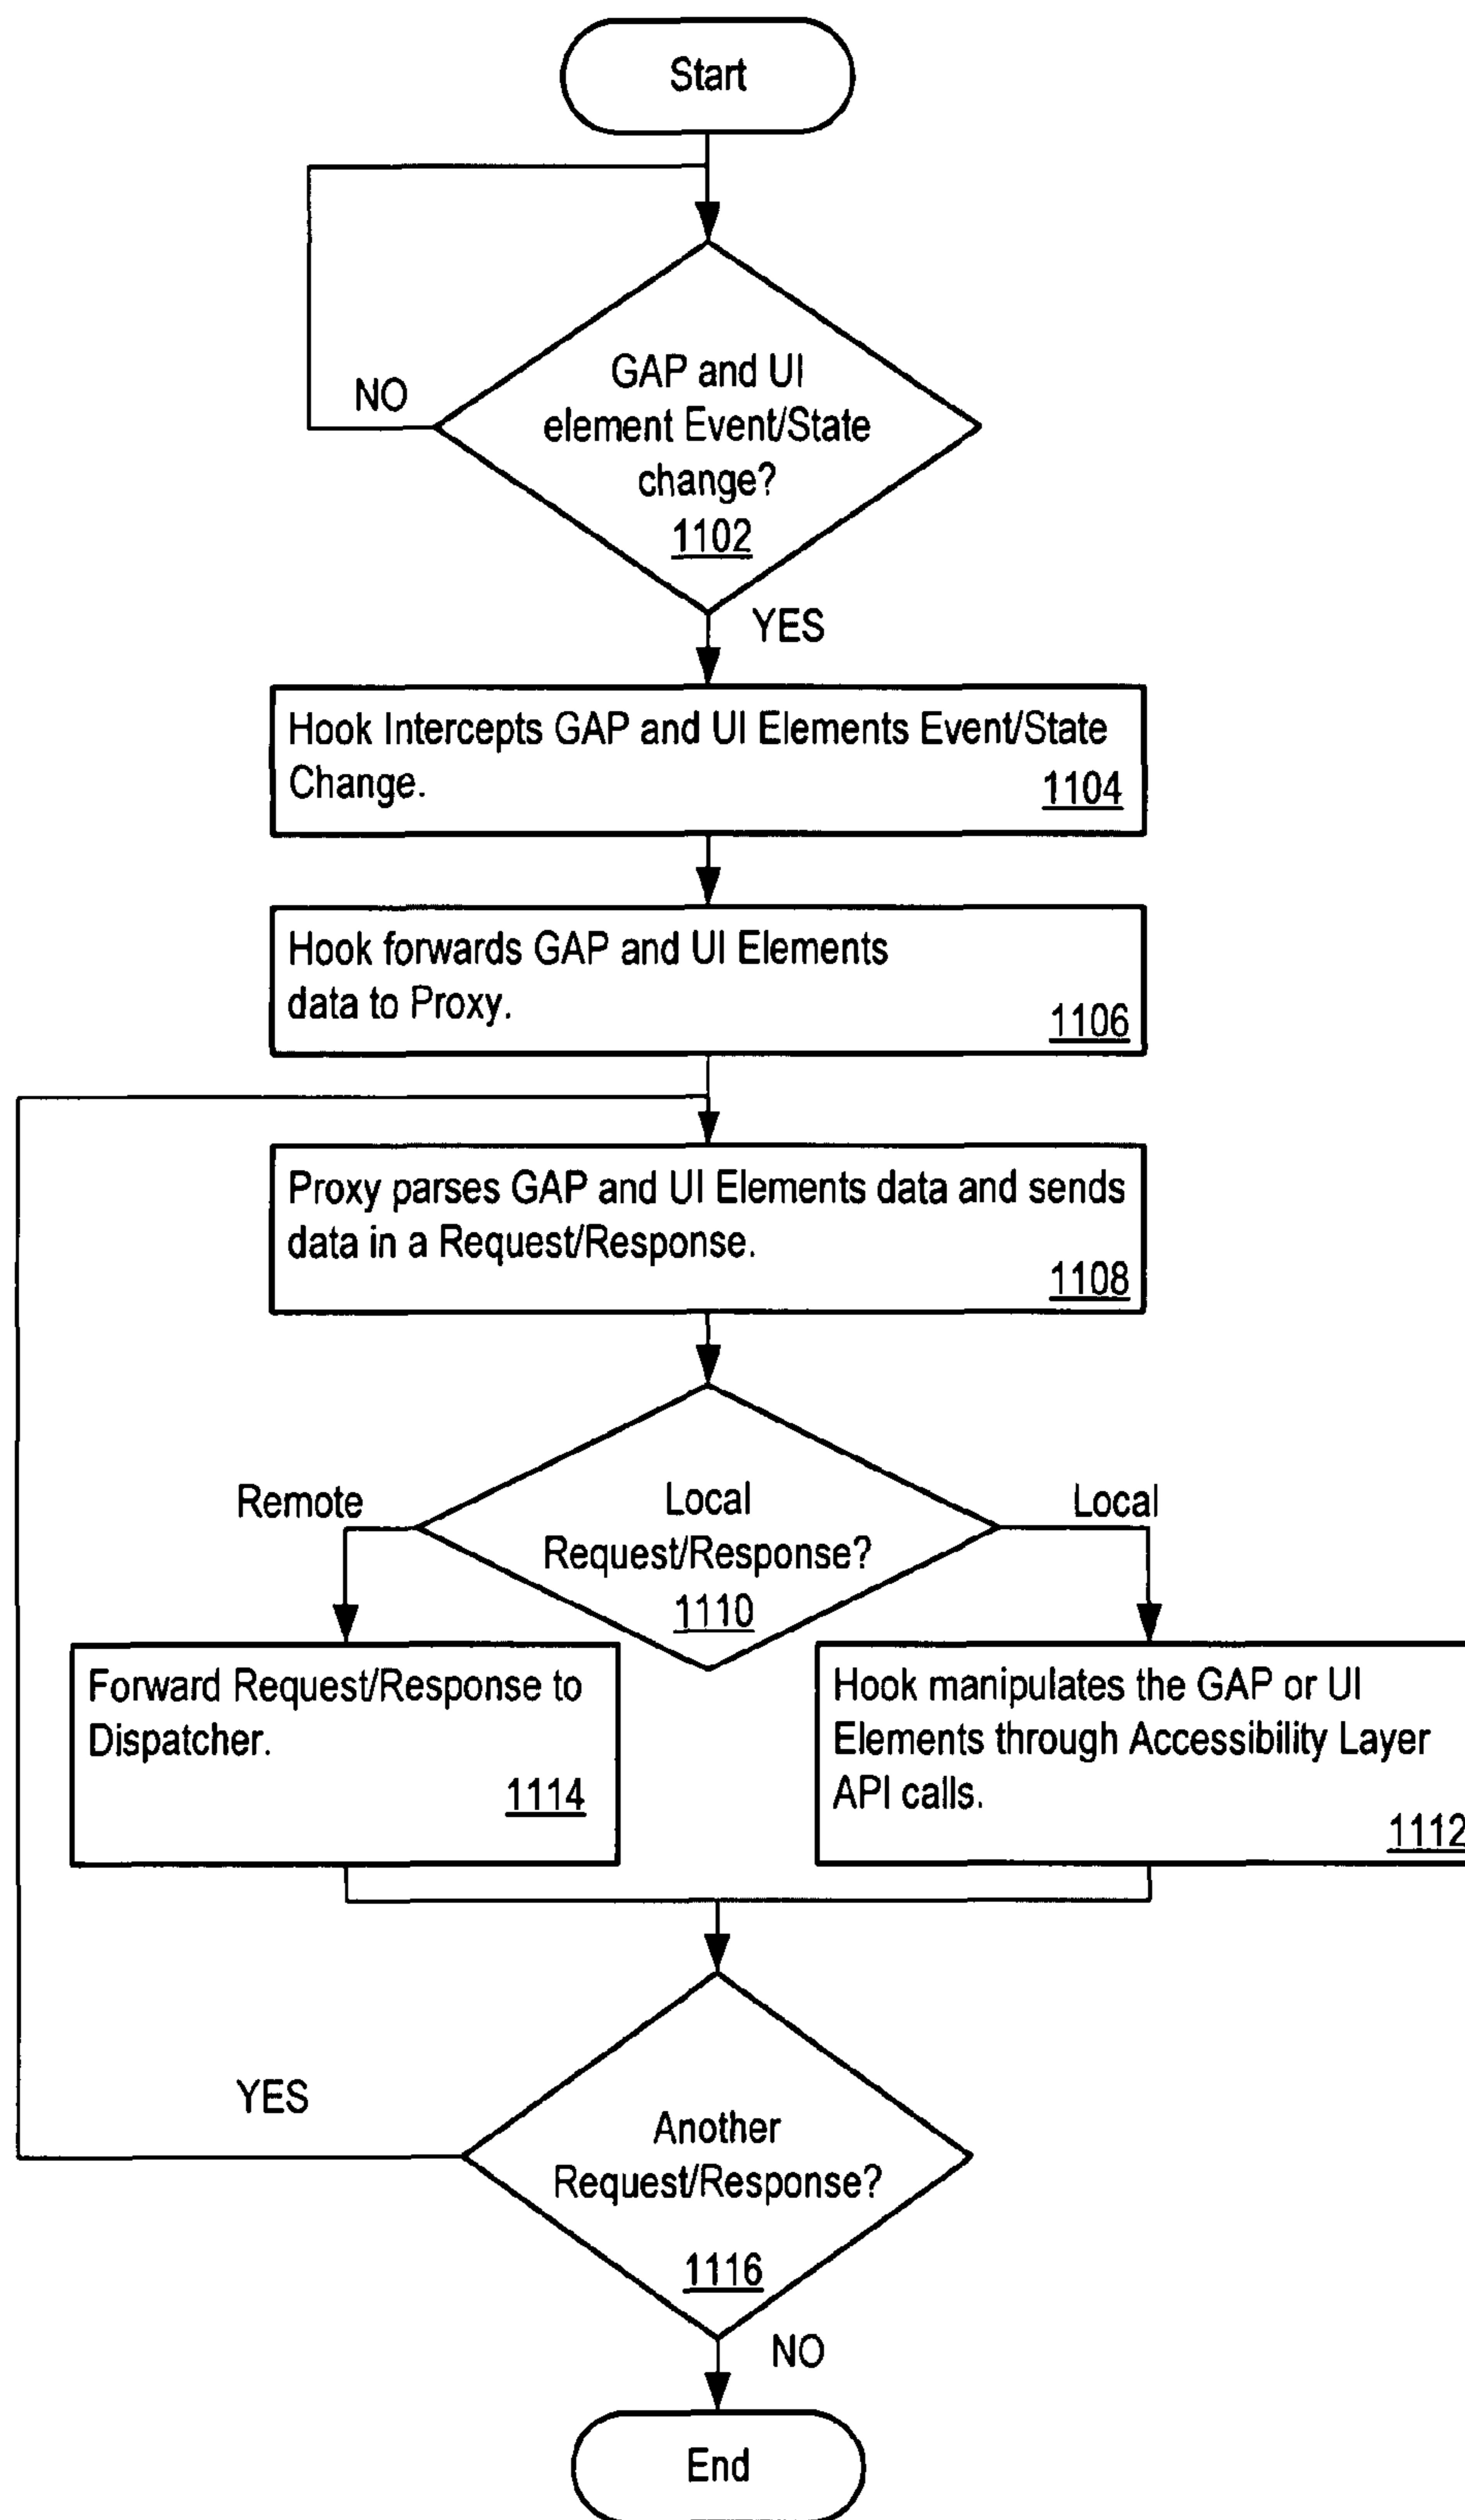 Start
NO
GAP and UI
element Event/State
change?
1102
YES
Hook Intercepts GAP and UI Elements Event/State
Change.
1104
Hook forwards GAP and UI Elements
data to Proxy.
1106
Proxy parses GAP and UI Elements data and sends
data in a Request/Response.
1108
Remote
Local
Request/Response?
1110
Local
Forward Request/Response to
Dispatcher.
1114
Hook manipulates the GAP or UI
Elements through Accessibility Layer
API calls.
1112
YES
Another
Request/Response?
1116
NO
End